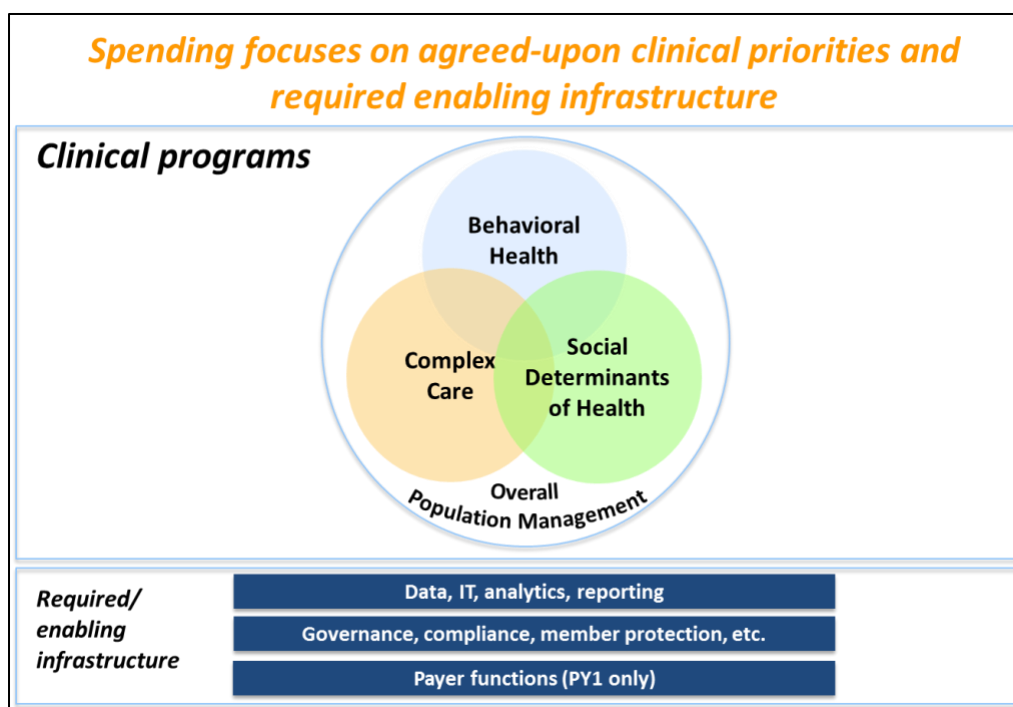 Spending focuses on agreed-upon clinical priorities and
required enabling infrastructure
Clinical programs
Behavioral
Health
Complex
Care
Social
Determinants
of Health
Overall
Population Management
Required/
enabling
infrastructure
Data, IT, analytics, reporting
Governance, compliance, member protection, etc.
Payer functions (PY1 only)